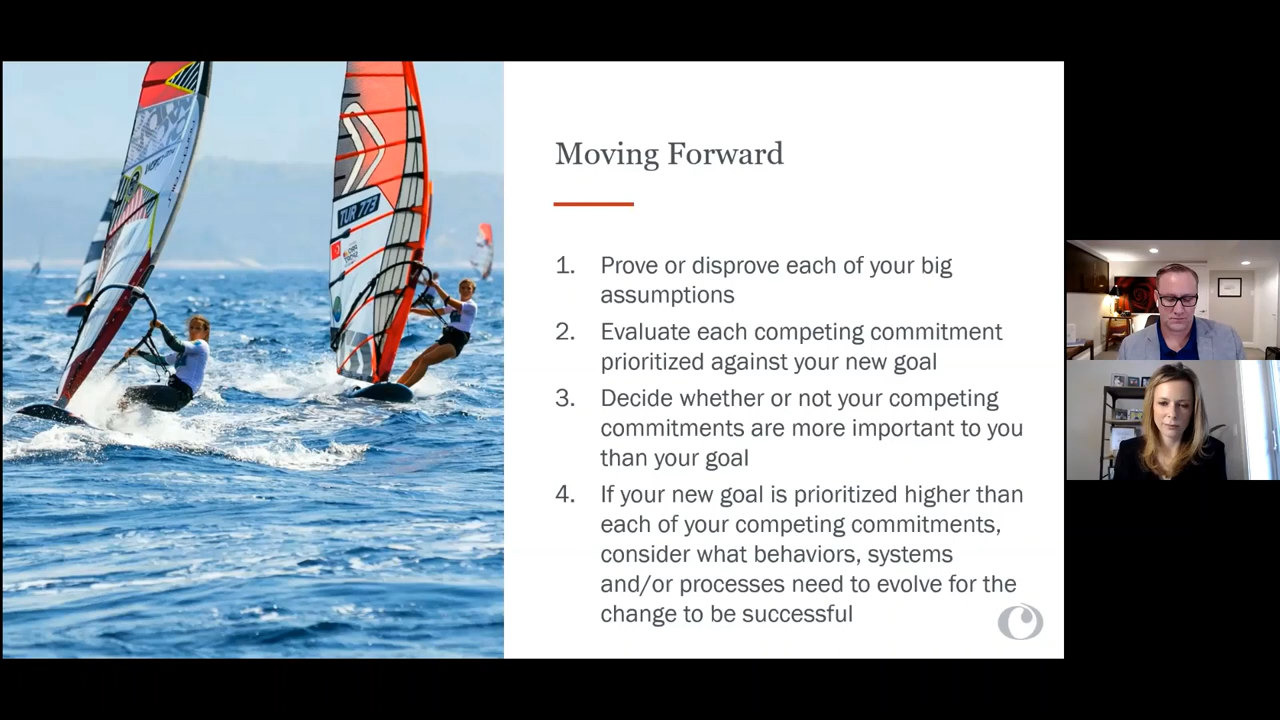 Moving Forward
1. Prove or disprove each of your big
assumptions
2. Evaluate each competing commitment
prioritized against your new goal
3. Decide whether or not your competing
commitments are more important to you
than your goal
4. If your new goal is prioritized higher than
each of your competing commitments,
consider what behaviors, systems
and/or processes need to evolve for the
change to be successful
TUR 773